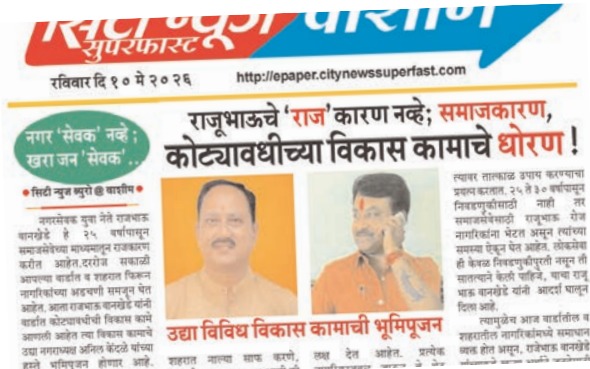 सिटी न्यूज
सुपरफास्ट
वाशीम
रविवार दि १० मे २०२६
http://epaper.citynewssuperfast.com
नगर 'सेवक' नव्हे ;
खरा जन 'सेवक'...
राजूभाऊचे 'राज' कारण नव्हे; समाजकारण,
कोट्यावधीच्या विकास कामाचे धोरण !
● सिटी न्युज ब्युरो @ वाशीम ●
नगरसेवक युवा नेते राजभाऊ
वानखेडे हे २५ वर्षापासून
समाजसेवेच्या माध्यमातून राजकारण
करीत आहेत.दररोज सकाळी
आपल्या वार्डात व शहरात फिरून
नागरिकांच्या अडचणी समजुन घेत
आहेत. आता राजभाऊ वानखेडे यांनी
वार्डात कोट्यावधीची विकास कामे
आणली आहेत त्या विकास कामाचे
उद्या नगराध्यक्ष अनिल केंदळे यांच्या
हस्ते भूमिपूजन होणार आहे.
उद्या विविध विकास कामाची भूमिपूजन
शहरात नाल्या साफ करणे,
लक्ष देत आहेत. प्रत्येक
त्यावर तात्काळ उपाय करण्याचा
प्रयत्न करतात. २५ ते ३० वर्षापासून
निवडणुकीसाठी नाही तर
समाजसेवेसाठी राजूभाऊ रोज
नागरिकांना भेटत असून त्यांच्या
समस्या ऐकून घेत आहेत. लोकसेवा
ही केवळ निवडणुकीपुरती नसून ती
सातत्याने केली पाहिजे, याचा राजू
भाऊ वानखेडे यांनी आदर्श घालून
दिला आहे.
त्यामुळेच आज वार्डातील व
शहरातील नागरिकांमध्ये समाधान
व्यक्त होत असून, राजभाऊ वानखेडे